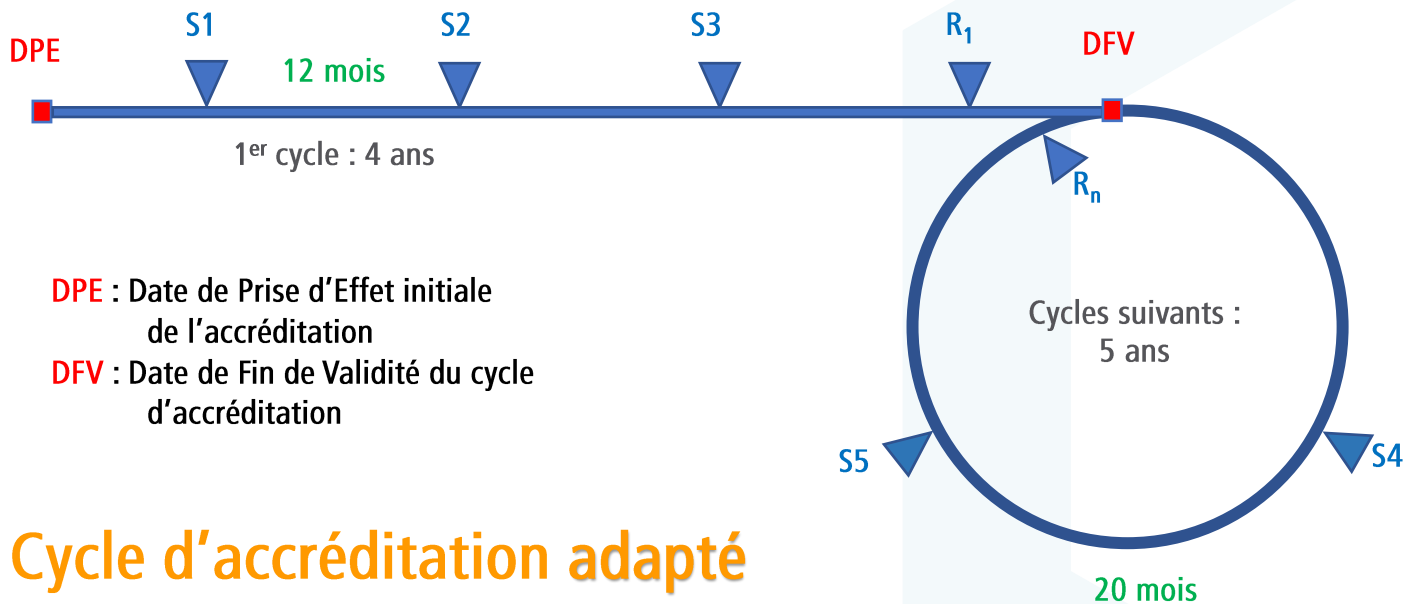 S1
S2
S3
R1
DPE
DFV
12 mois
1er cycle : 4 ans
Rn
DPE : Date de Prise d’Effet initiale
de l’accréditation
DFV : Date de Fin de Validité du cycle
d’accréditation
Cycles suivants :
5 ans
S5
S4
Cycle d’accréditation adapté
20 mois